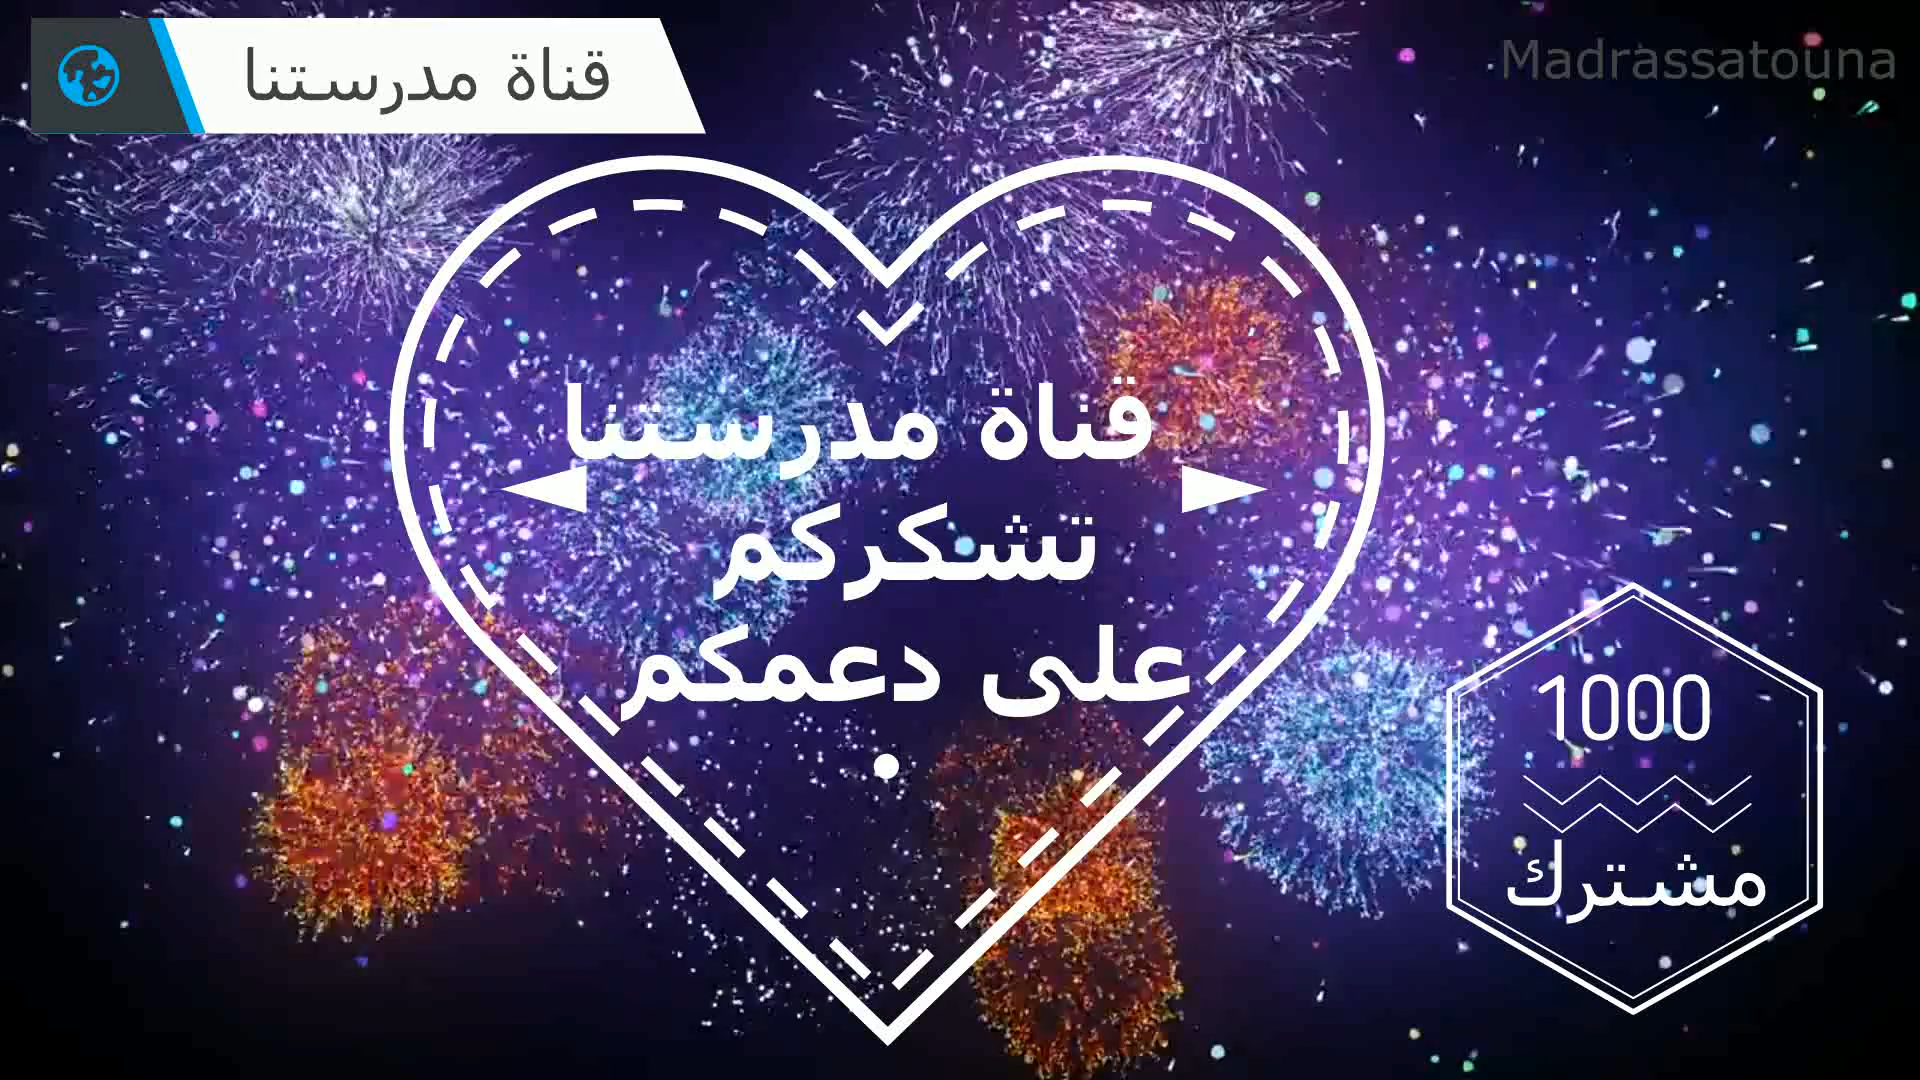 قناة مدرستنا
Madrassatouna
قناة مدرستنا
تشكركم
على دعمكم
1000
مشترك